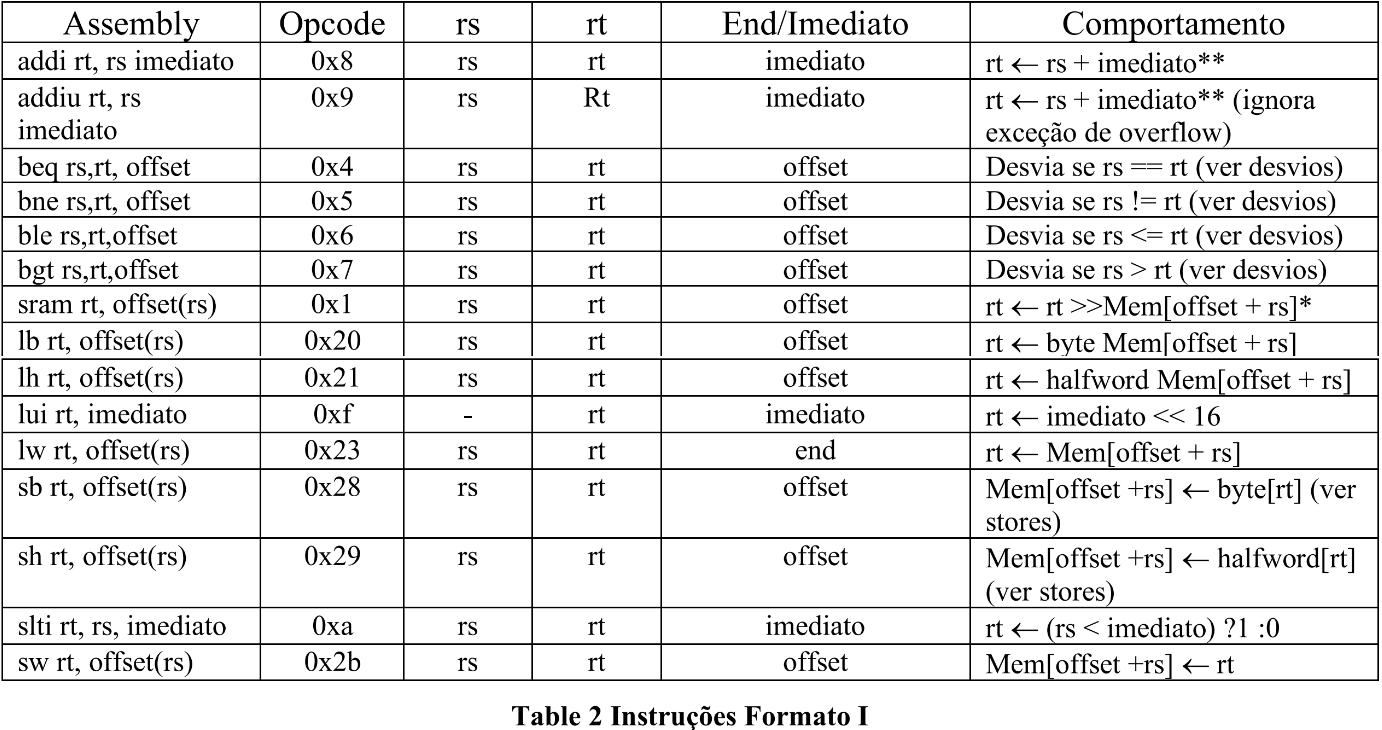 Assembly Opcode rs rt End/Imediato Comportamento
addi rt, rs imediato 0x8 rs rt imediato rt ← rs + imediato**
addiu rt, rs 0x9 rs Rt imediato rt ← rs + imediato** (ignora
imediato exceção de overflow)
beq rs,rt, offset 0x4 rs rt offset Desvia se rs == rt (ver desvios)
bne rs,rt, offset 0x5 rs rt offset Desvia se rs != rt (ver desvios)
ble rs,rt,offset 0x6 rs rt offset Desvia se rs <= rt (ver desvios)
bgt rs,rt,offset 0x7 rs rt offset Desvia se rs > rt (ver desvios)
sram rt, offset(rs) 0x1 rs rt offset rt ← rt >>Mem[offset + rs]*
lb rt, offset(rs) 0x20 rs rt offset rt ← byte Mem[offset + rs]
lh rt, offset(rs) 0x21 rs rt offset rt ← halfword Mem[offset + rs]
lui rt, imediato 0xf - rt imediato rt ← imediato << 16
lw rt, offset(rs) 0x23 rs rt end rt ← Mem[offset + rs]
sb rt, offset(rs) 0x28 rs rt offset Mem[offset +rs] ← byte[rt] (ver
stores)
sh rt, offset(rs) 0x29 rs rt offset Mem[offset +rs] ← halfword[rt]
(ver stores)
slti rt, rs, imediato 0xa rs rt imediato rt ← (rs < imediato) ?1 :0
sw rt, offset(rs) 0x2b rs rt offset Mem[offset +rs] ← rt
Table 2 Instruções Formato I